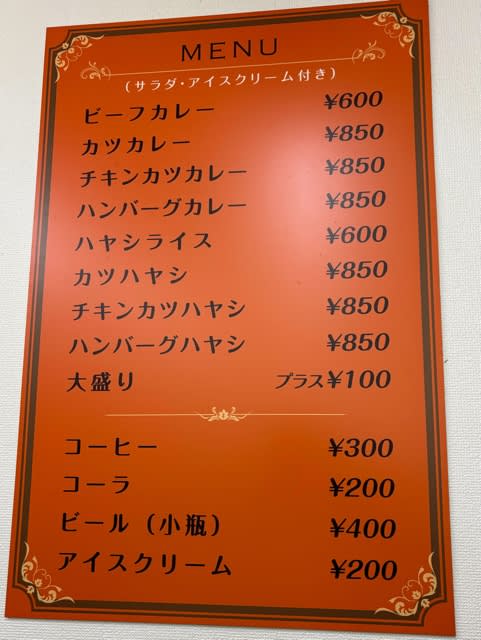 MENU
(サラダ・アイスクリーム付き)
ビーフカレー ¥600
カツカレー ¥850
チキンカツカレー ¥850
ハンバーグカレー ¥850
ハヤシライス ¥600
カツハヤシ ¥850
チキンカツハヤシ ¥850
ハンバーグハヤシ ¥850
大盛り プラス¥100
コーヒー ¥300
コーラ ¥200
ビール(小瓶) ¥400
アイスクリーム ¥200